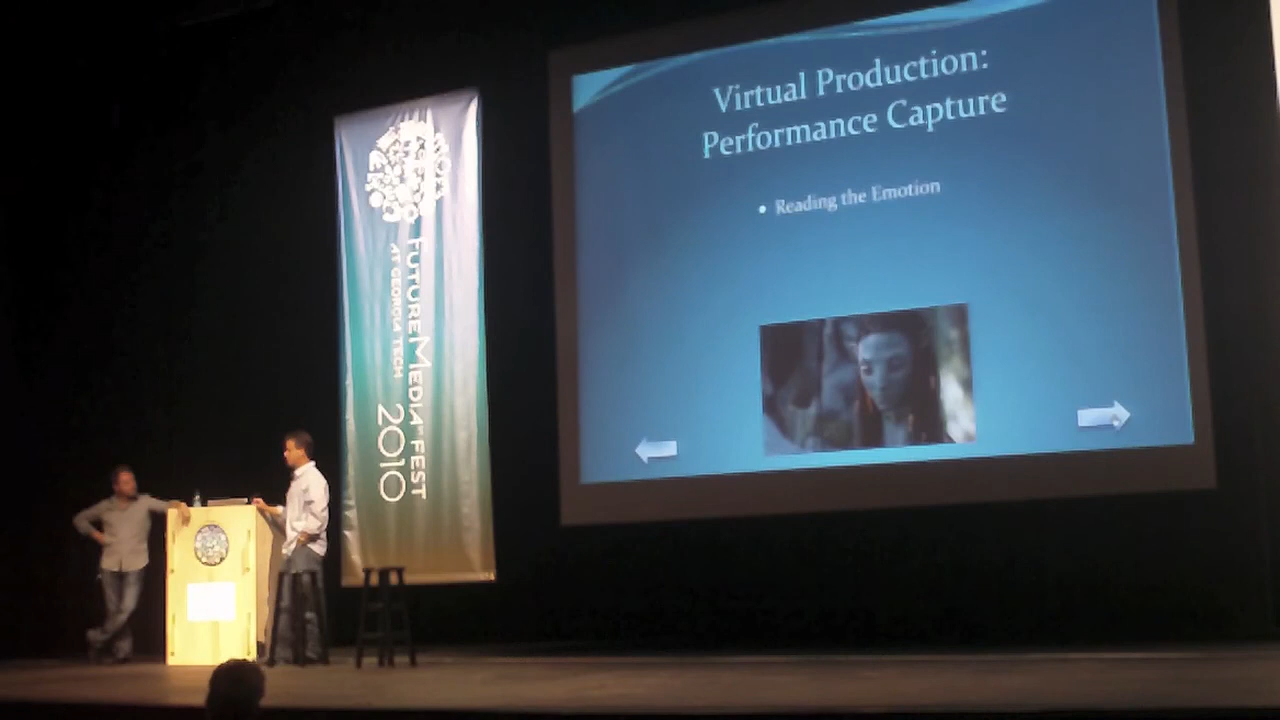 Virtual Production:
Performance Capture
• Reading the Emotion
FUTUREMEDIA FEST
AT GEORGIA TECH
2010